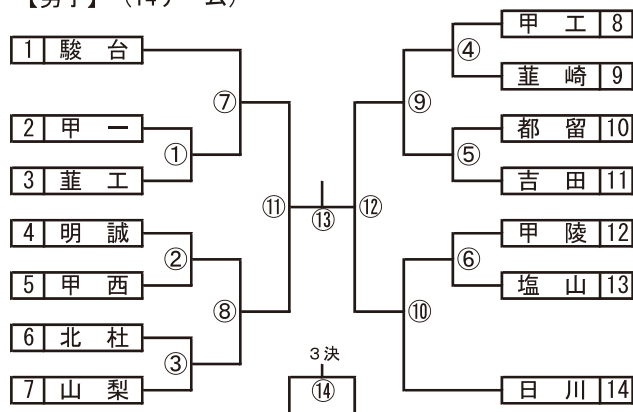 【男子】（14チーム）
1 駿台
2 甲一
3 韮工
4 明誠
5 甲西
6 北杜
7 山梨
⑦
①
②
⑧
③
⑪
⑬
⑫
3決
⑭
④
⑨
⑤
⑥
⑩
甲工 8
韮崎 9
都留 10
吉田 11
甲陵 12
塩山 13
日川 14